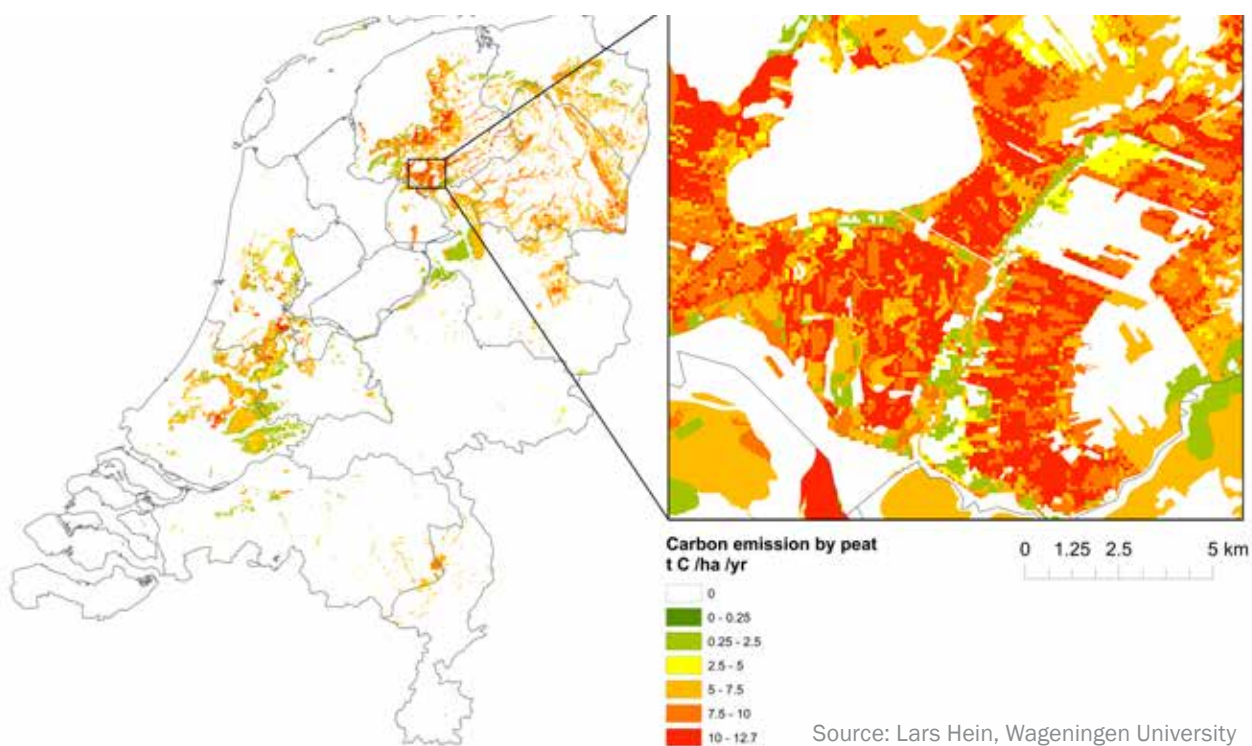 Carbon emission by peat
t C /ha /yr
0
0 - 0.25
0.25 - 2.5
2.5 - 5
5 - 7.5
7.5 - 10
10 - 12.7
0 1.25 2.5 5 km
Source: Lars Hein, Wageningen University